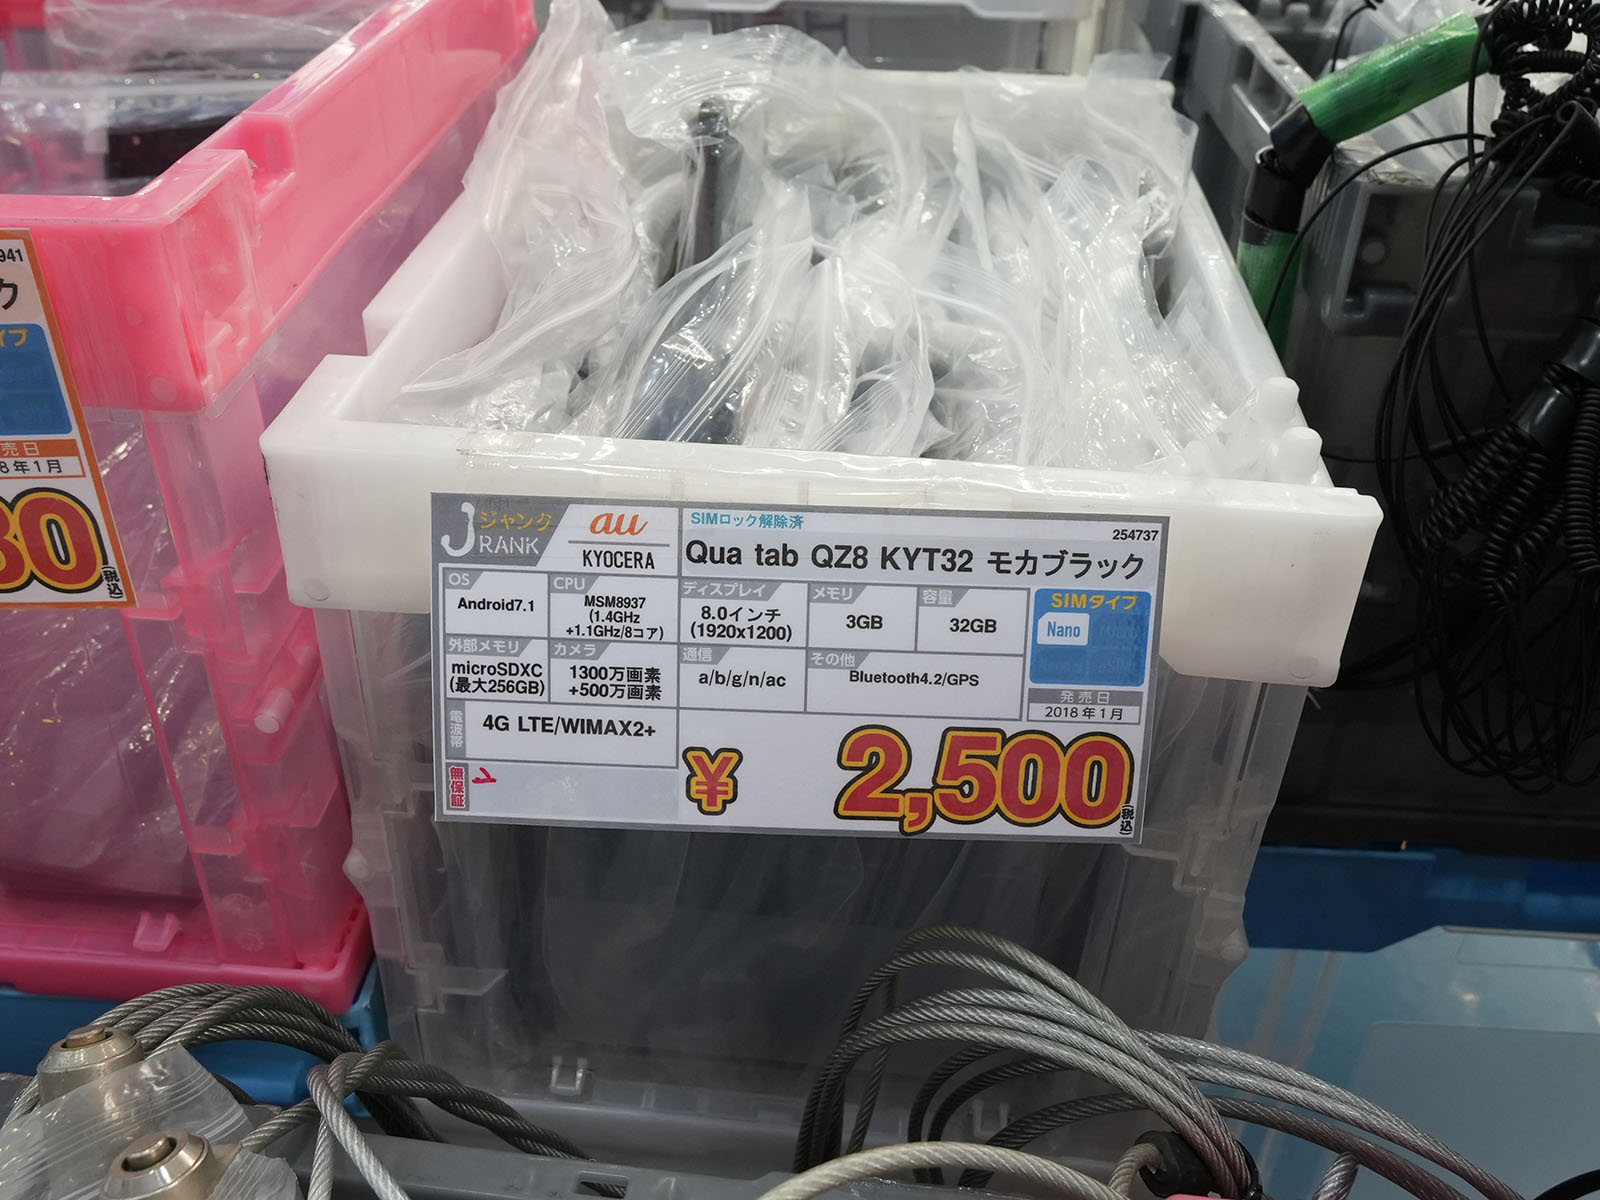 941
ク
イプ
売日
8年1月
80
(税込)
Jジャンク
RANK
au
KYOCERA
SIMロック解除済
254737
Qua tab QZ8 KYT32 モカブラック
OS
Android7.1
CPU
MSM8937
(1.4GHz
+1.1GHz/8コア)
ディスプレイ
8.0インチ
(1920x1200)
メモリ
3GB
容量
32GB
SIMタイプ
Nano
外部メモリ
microSDXC
(最大256GB)
カメラ
1300万画素
+500万画素
通信
a/b/g/n/ac
その他
Bluetooth4.2/GPS
発売日
2018年1月
電波帯
4G LTE/WIMAX2+
無保証
¥ 2,500
(税込)